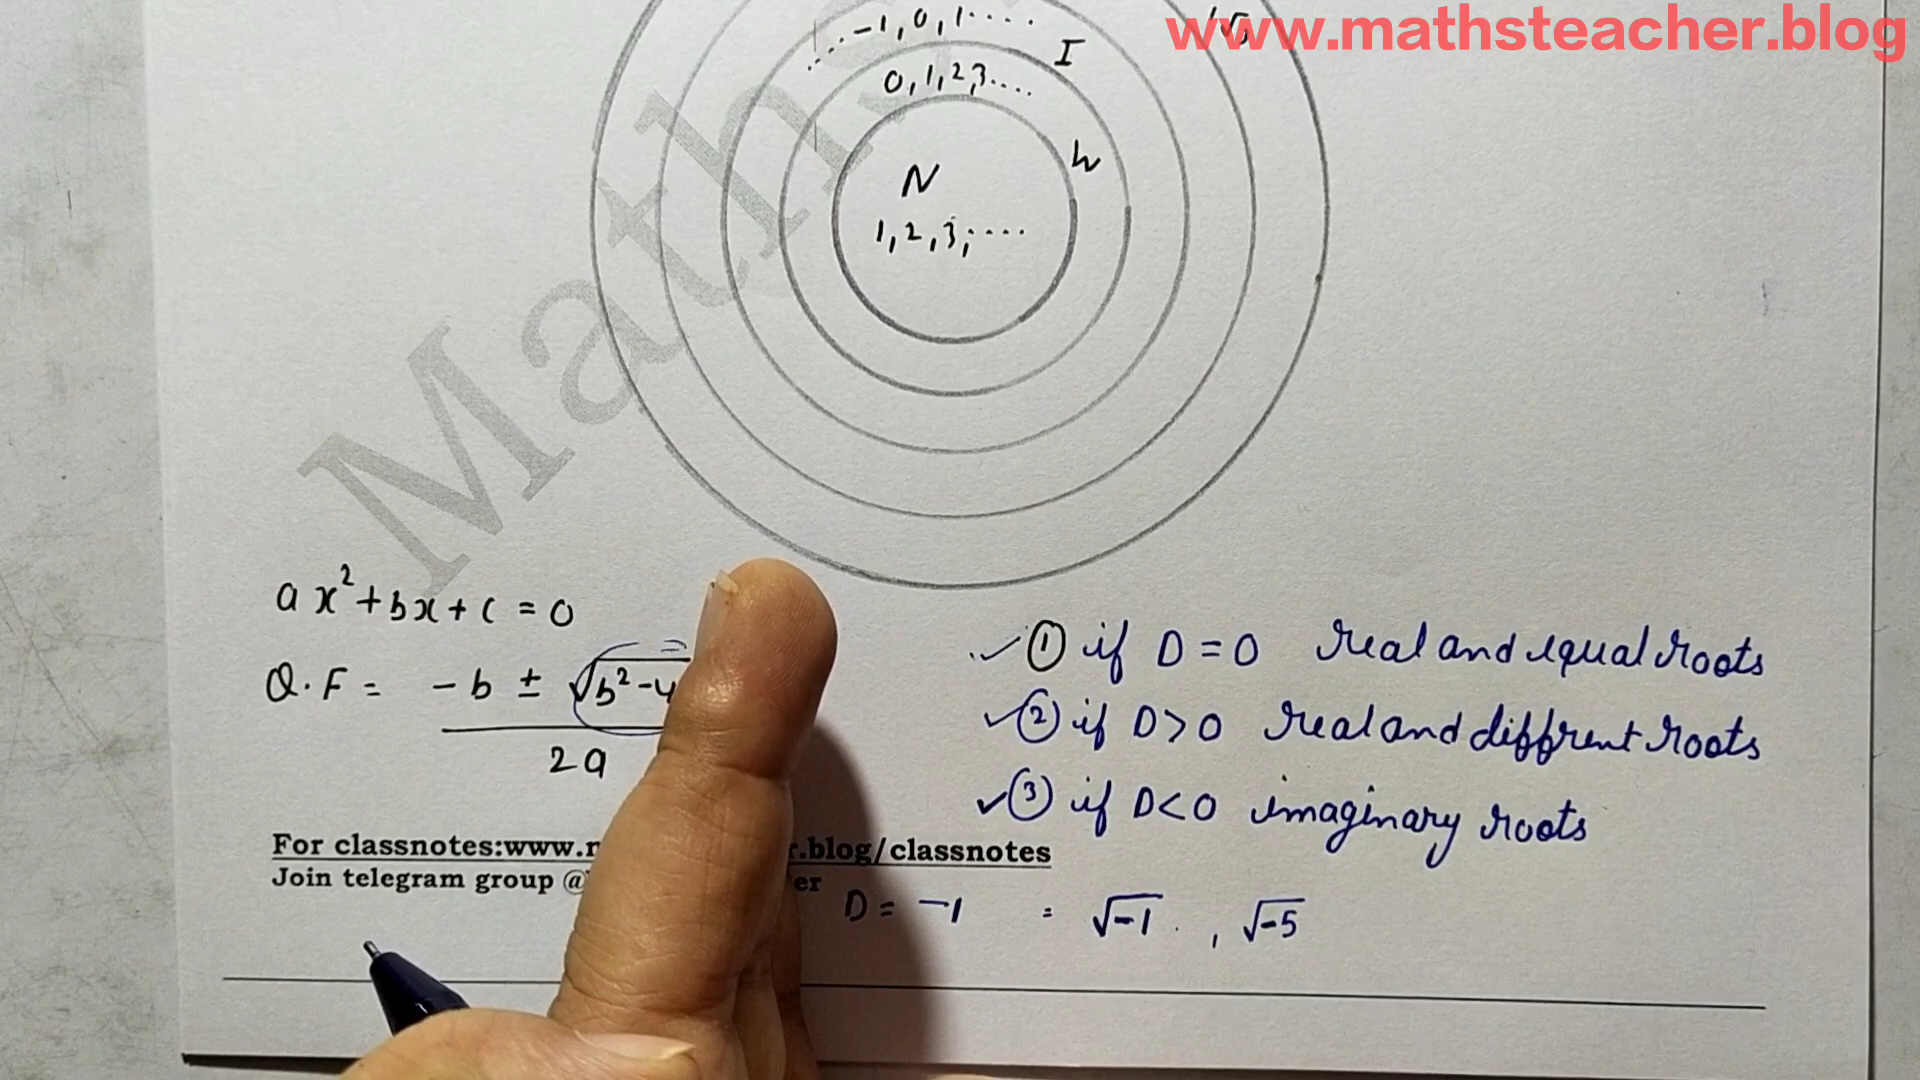 www.mathsteacher.blog
...-1, 0, 1....
I
0, 1, 2, 3....
W
N
1, 2, 3, ....
Maths
ax²+bx+c = 0
Q.F = -b ± √b²-4
2a
① if D = 0 real and equal roots
② if D > 0 real and diffrent roots
③ if D < 0 imaginary roots
For classnotes:www. .blog/classnotes
Join telegram group @
D = -1 = √-1 , √-5